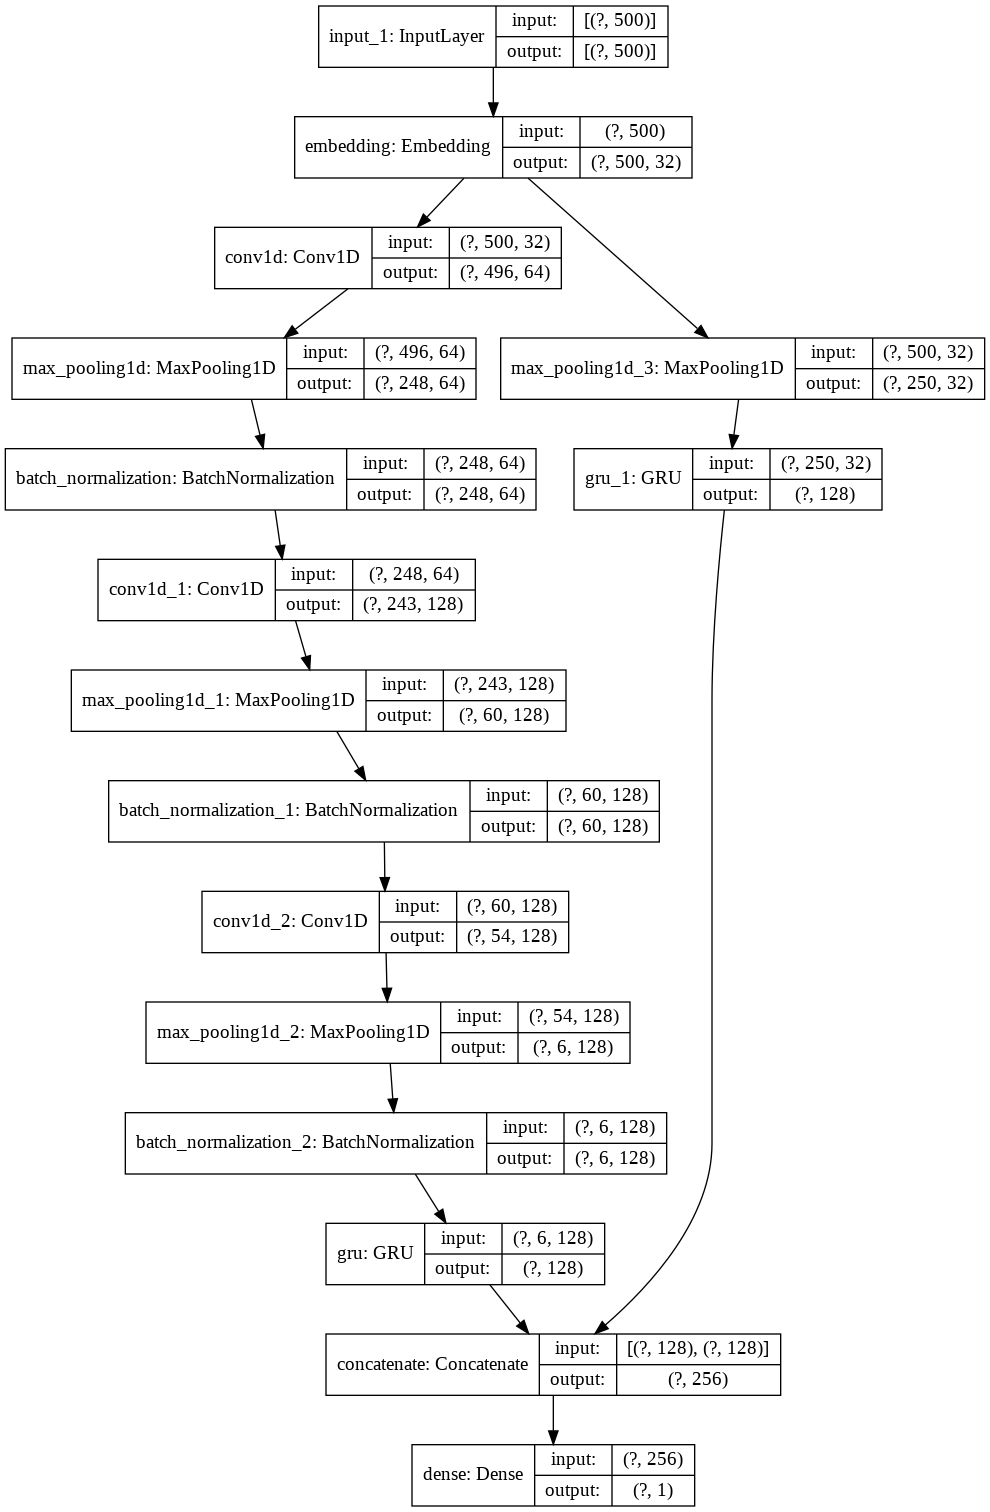 input_1: InputLayer
input: [(?, 500)]
output: [(?, 500)]
embedding: Embedding
input: (?, 500)
output: (?, 500, 32)
conv1d: Conv1D
input: (?, 500, 32)
output: (?, 496, 64)
max_pooling1d: MaxPooling1D
input: (?, 496, 64)
output: (?, 248, 64)
max_pooling1d_3: MaxPooling1D
input: (?, 500, 32)
output: (?, 250, 32)
batch_normalization: BatchNormalization
input: (?, 248, 64)
output: (?, 248, 64)
gru_1: GRU
input: (?, 250, 32)
output: (?, 128)
conv1d_1: Conv1D
input: (?, 248, 64)
output: (?, 243, 128)
max_pooling1d_1: MaxPooling1D
input: (?, 243, 128)
output: (?, 60, 128)
batch_normalization_1: BatchNormalization
input: (?, 60, 128)
output: (?, 60, 128)
conv1d_2: Conv1D
input: (?, 60, 128)
output: (?, 54, 128)
max_pooling1d_2: MaxPooling1D
input: (?, 54, 128)
output: (?, 6, 128)
batch_normalization_2: BatchNormalization
input: (?, 6, 128)
output: (?, 6, 128)
gru: GRU
input: (?, 6, 128)
output: (?, 128)
concatenate: Concatenate
input: [(?, 128), (?, 128)]
output: (?, 256)
dense: Dense
input: (?, 256)
output: (?, 1)